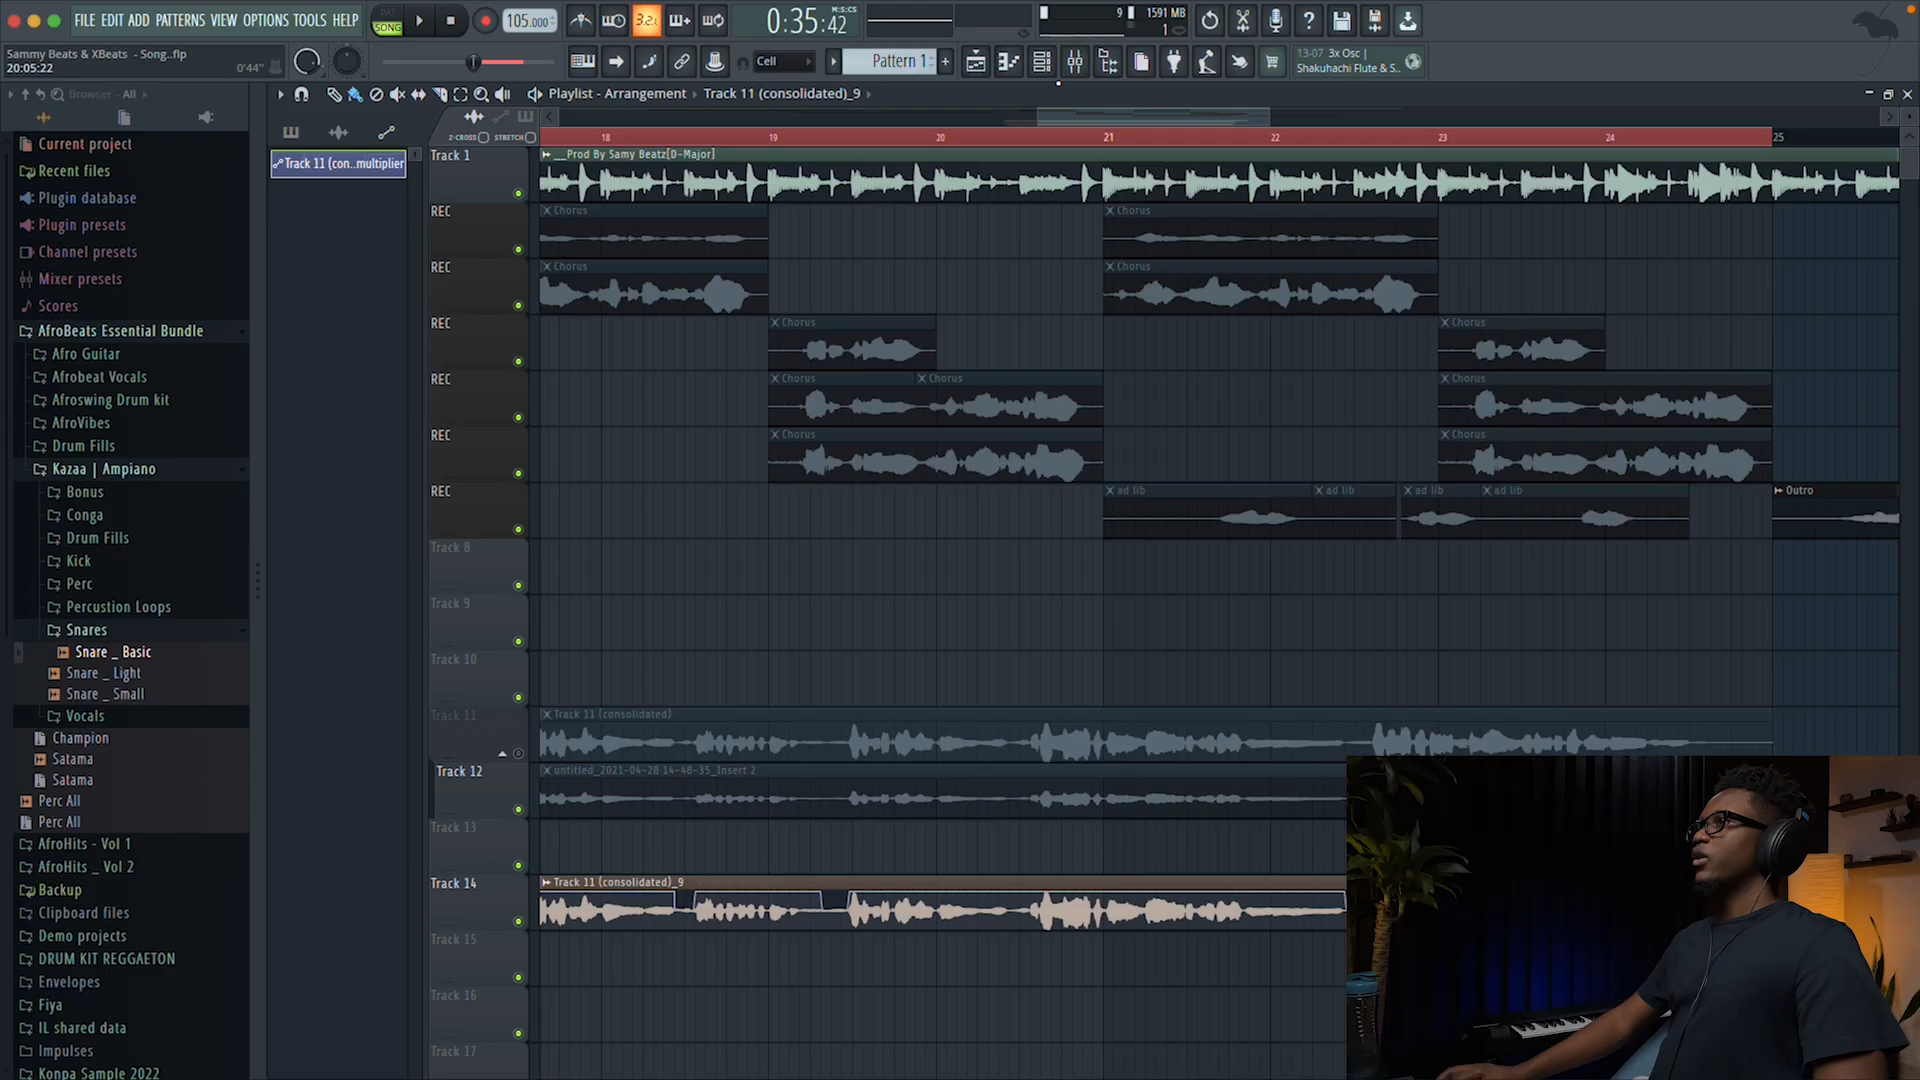 FILE EDIT ADD PATTERNS VIEW OPTIONS TOOLS HELP
PAT
SONG
105.000
3.2.
0:35:42
M:S:CS
9
1591 MB
1
Sammy Beats & XBeats - Song..flp
20:05:22
0'44"
Cell
Pattern 1
13-07 3x Osc |
Shakuhachi Flute & S..
Browser - All
Playlist - Arrangement
Track 11 (consolidated)_9
Z-CROSS
STRETCH
18
19
20
21
22
23
24
25
Current project
Recent files
Plugin database
Plugin presets
Channel presets
Mixer presets
Scores
AfroBeats Essential Bundle
Afro Guitar
Afrobeat Vocals
Afroswing Drum kit
AfroVibes
Drum Fills
Kazaa | Ampiano
Bonus
Conga
Drum Fills
Kick
Perc
Percustion Loops
Snares
Snare _ Basic
Snare _ Light
Snare _ Small
Vocals
Champion
Satama
Satama
Perc All
Perc All
AfroHits - Vol 1
AfroHits _ Vol 2
Backup
Clipboard files
Demo projects
DRUM KIT REGGAETON
Envelopes
Fiya
IL shared data
Impulses
Konpa Sample 2022
Track 11 (con..multiplier
Track 1
__Prod By Samy Beatz[D-Major]
REC
Chorus
Chorus
REC
Chorus
Chorus
REC
Chorus
Chorus
REC
Chorus
Chorus
Chorus
REC
Chorus
Chorus
REC
ad lib
ad lib
ad lib
ad lib
Outro
Track 8
Track 9
Track 10
Track 11
Track 11 (consolidated)
Track 12
untitled_2021-04-28 14-48-35_Insert 2
Track 13
Track 14
Track 11 (consolidated)_9
Track 15
Track 16
Track 17